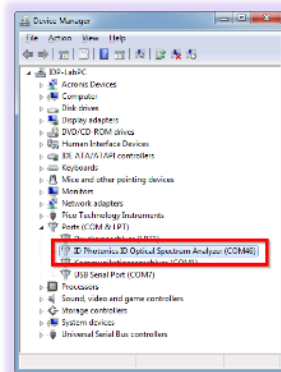 Device Manager
File Action View Help
IDP-LabPC
Acronis Devices
Computer
Disk drives
Display adapters
DVD/CD-ROM drives
Human Interface Devices
IDE ATA/ATAPI controllers
Keyboards
Mice and other pointing devices
Monitors
Network adapters
Pico Technology Instruments
Ports (COM & LPT)
ID Photonics ID Optical Spectrum Analyzer (COM46)
USB Serial Port (COM7)
Processors
Sound, video and game controllers
Storage controllers
System devices
Universal Serial Bus controllers